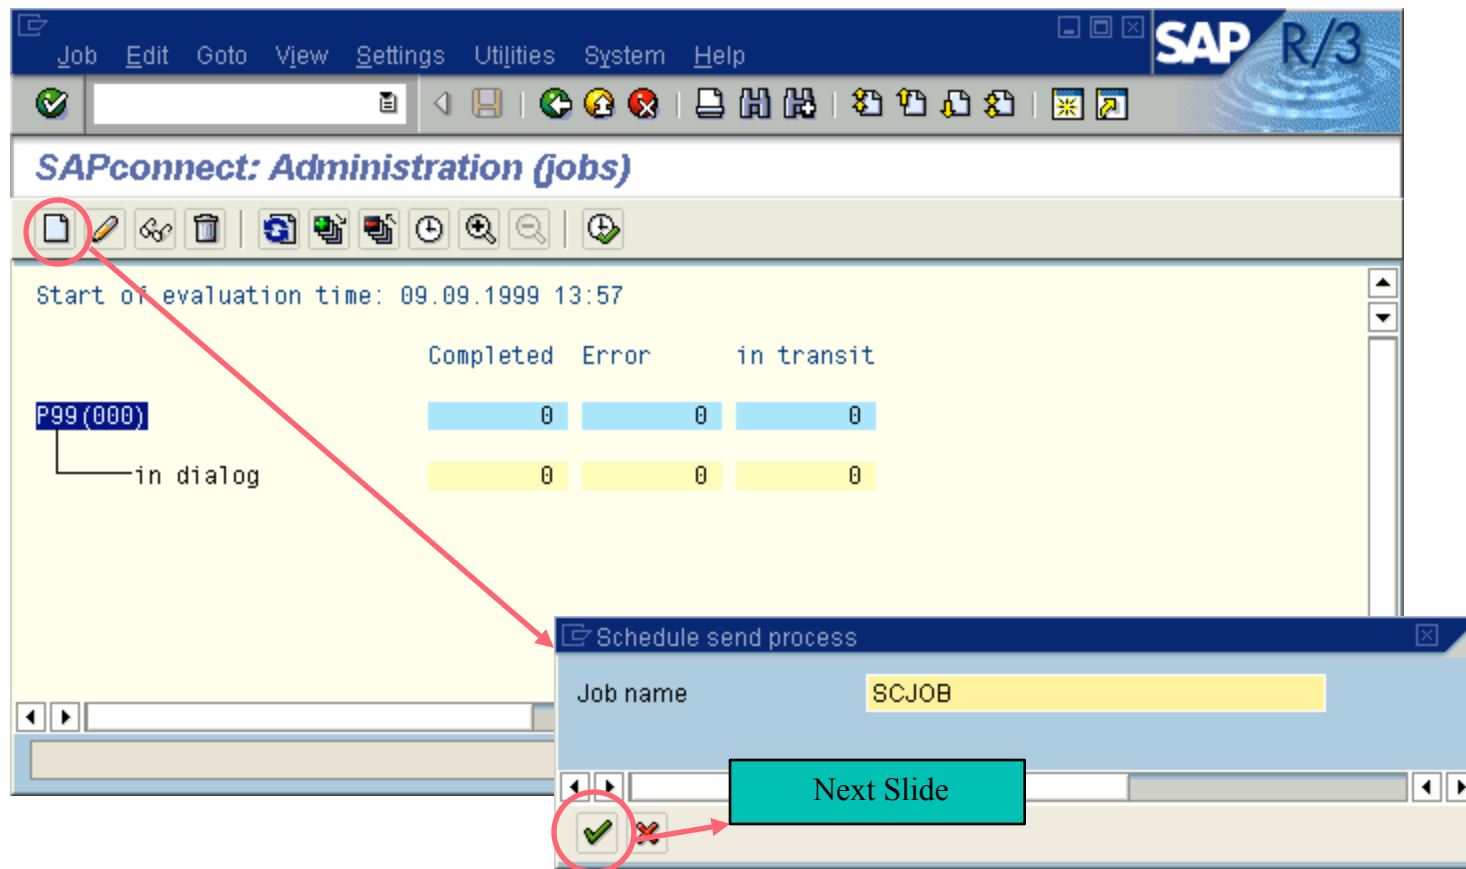 Job Edit Goto View Settings Utilities System Help
SAP R/3
SAPconnect: Administration (jobs)
Start of evaluation time: 09.09.1999 13:57
Completed Error in transit
P99(000) 0 0 0
in dialog 0 0 0
Schedule send process
Job name SCJOB
Next Slide